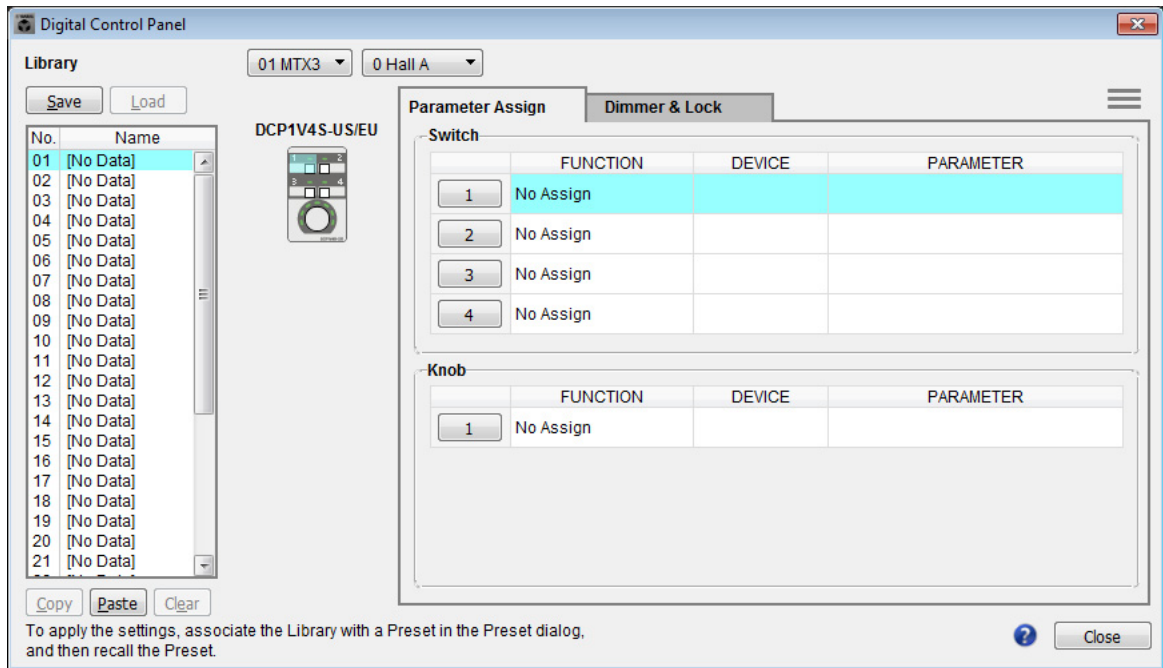 Digital Control Panel
Library
01 MTX3
0 Hall A
Save
Load
No. Name
01 [No Data]
02 [No Data]
03 [No Data]
04 [No Data]
05 [No Data]
06 [No Data]
07 [No Data]
08 [No Data]
09 [No Data]
10 [No Data]
11 [No Data]
12 [No Data]
13 [No Data]
14 [No Data]
15 [No Data]
16 [No Data]
17 [No Data]
18 [No Data]
19 [No Data]
20 [No Data]
21 [No Data]
Copy
Paste
Clear
DCP1V4S-US/EU
1 2
3 4
Parameter Assign
Dimmer & Lock
Switch
FUNCTION DEVICE PARAMETER
1 No Assign
2 No Assign
3 No Assign
4 No Assign
Knob
FUNCTION DEVICE PARAMETER
1 No Assign
To apply the settings, associate the Library with a Preset in the Preset dialog,
and then recall the Preset.
?
Close